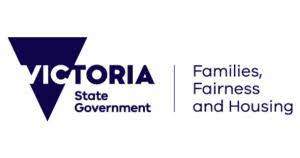 VICTORIA
State
Government
Families,
Fairness
and Housing